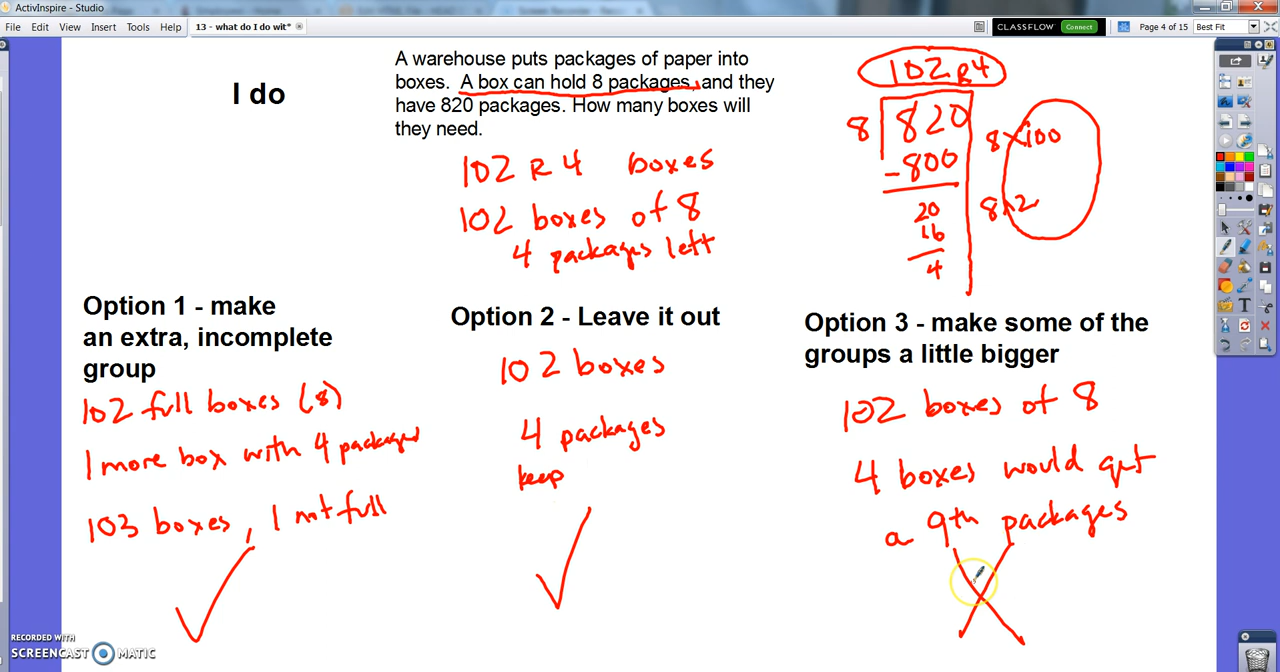 ActivInspire - Studio
File Edit View Insert Tools Help
13 - what do I do wit*
CLASSFLOW Connect
Page 4 of 15
Best Fit
I do
A warehouse puts packages of paper into
boxes. A box can hold 8 packages, and they
have 820 packages. How many boxes will
they need.
102 R 4 boxes
102 boxes of 8
4 packages left
102 R4
8 820
-800
20
16
4
8 x 100
8 x 2
Option 1 - make
an extra, incomplete
group
102 full boxes (8)
1 more box with 4 packages
103 boxes, 1 not full
Option 2 - Leave it out
102 boxes
4 packages
keep
Option 3 - make some of the
groups a little bigger
102 boxes of 8
4 boxes would get
a 9th packages
RECORDED WITH
SCREENCAST MATIC